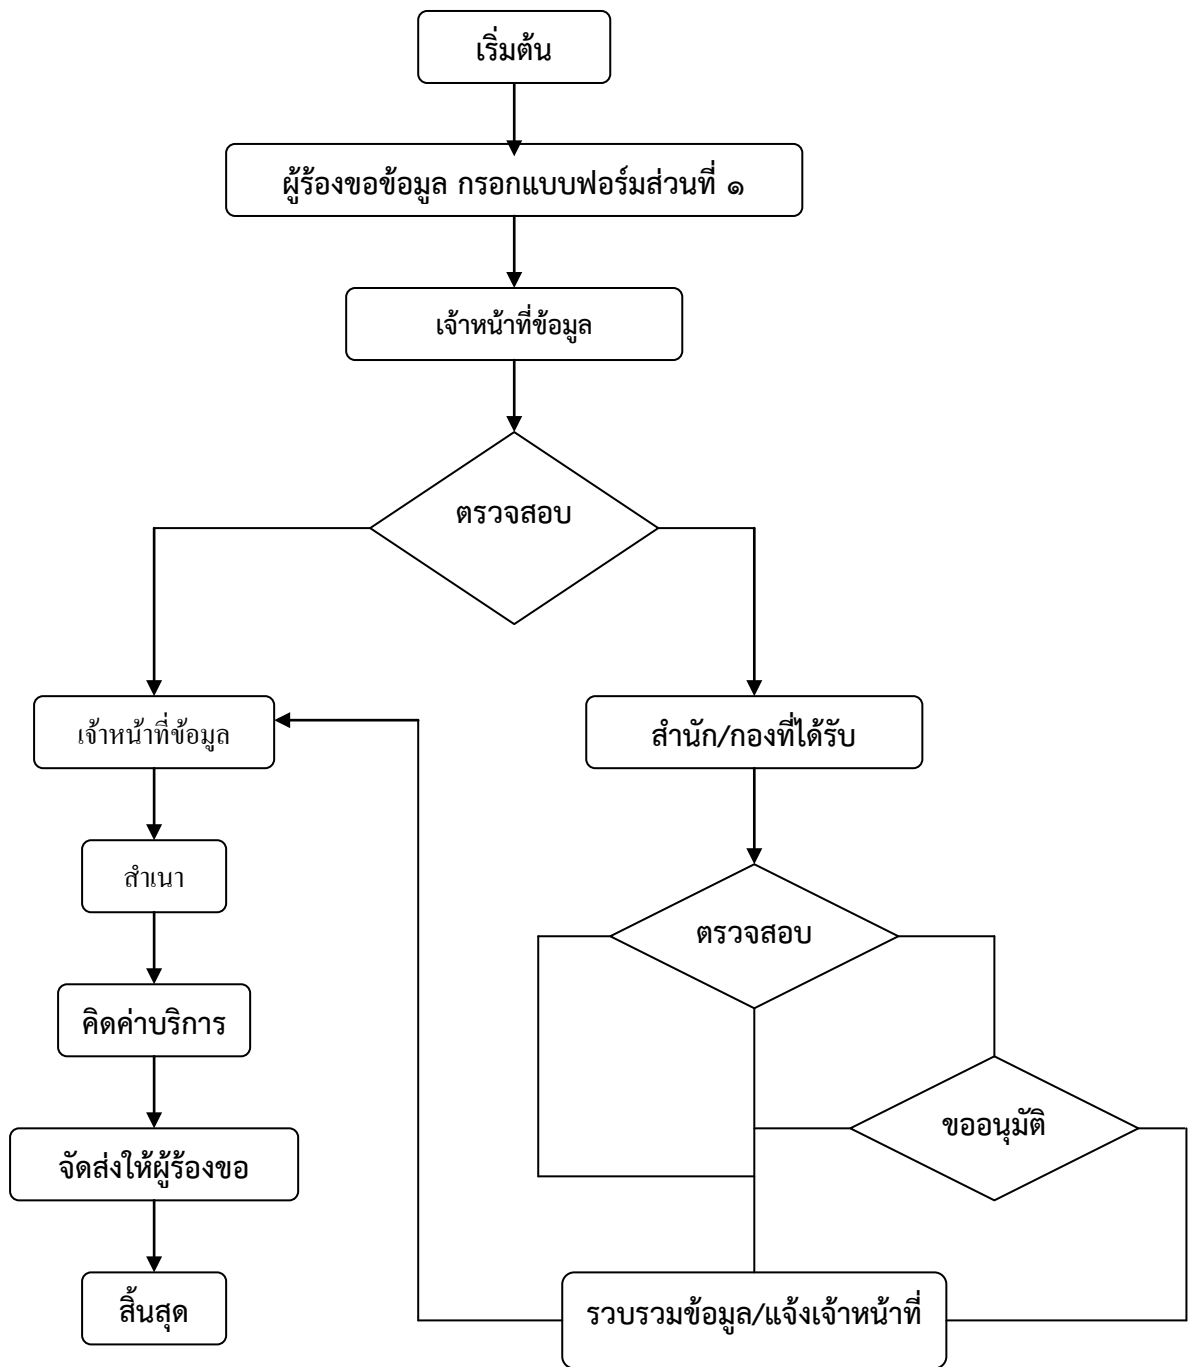 เริ่มต้น
ผู้ร้องขอข้อมูล กรอกแบบฟอร์มส่วนที่ ๑
เจ้าหน้าที่ข้อมูล
ตรวจสอบ
เจ้าหน้าที่ข้อมูล
สำนัก/กองที่ได้รับ
สำเนา
ตรวจสอบ
คิดค่าบริการ
ขออนุมัติ
จัดส่งให้ผู้ร้องขอ
สิ้นสุด
รวบรวมข้อมูล/แจ้งเจ้าหน้าที่